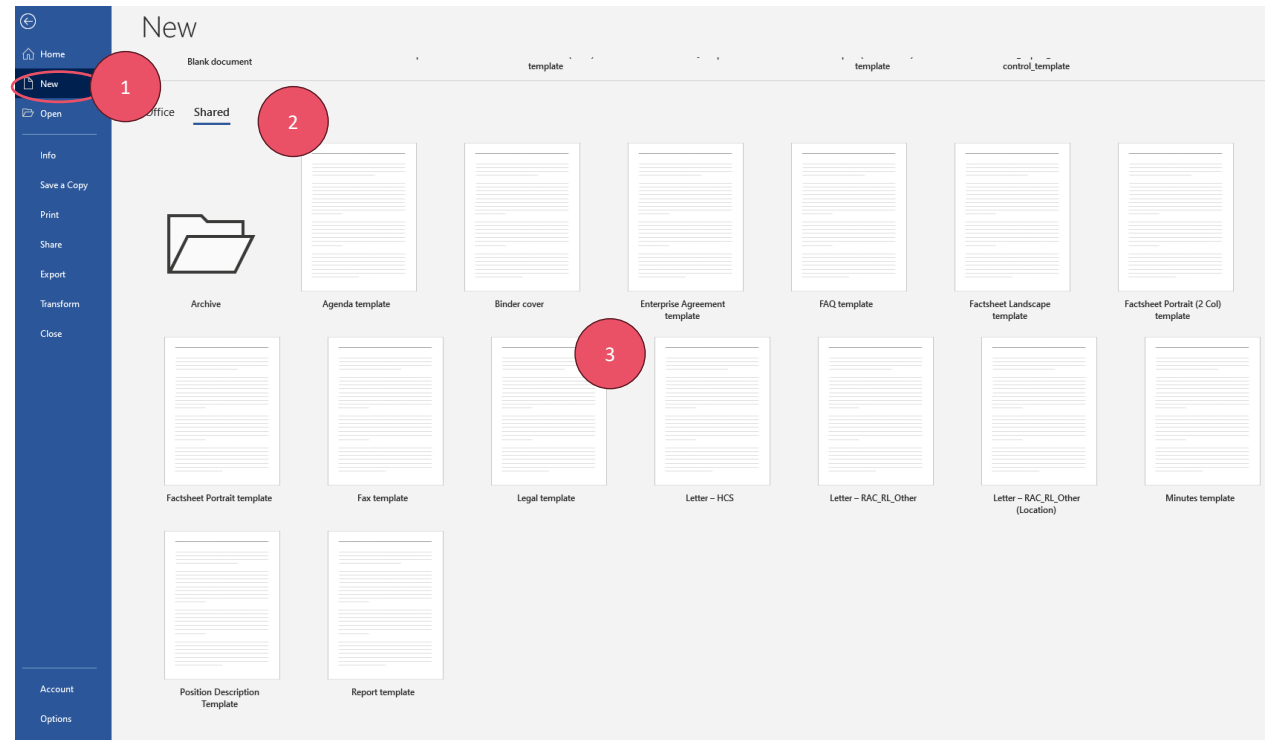 New
Home
New
Open
Info
Save a Copy
Print
Share
Export
Transform
Close
Account
Options
1
Blank document
template
template
control_template
Shared
2
Archive
Agenda template
Binder cover
Enterprise Agreement
template
FAQ template
Factsheet Landscape
template
Factsheet Portrait (2 Col)
template
3
Factsheet Portrait template
Fax template
Legal template
Letter – HCS
Letter – RAC_RL_Other
Letter – RAC_RL_Other
(Location)
Minutes template
Position Description
Template
Report template